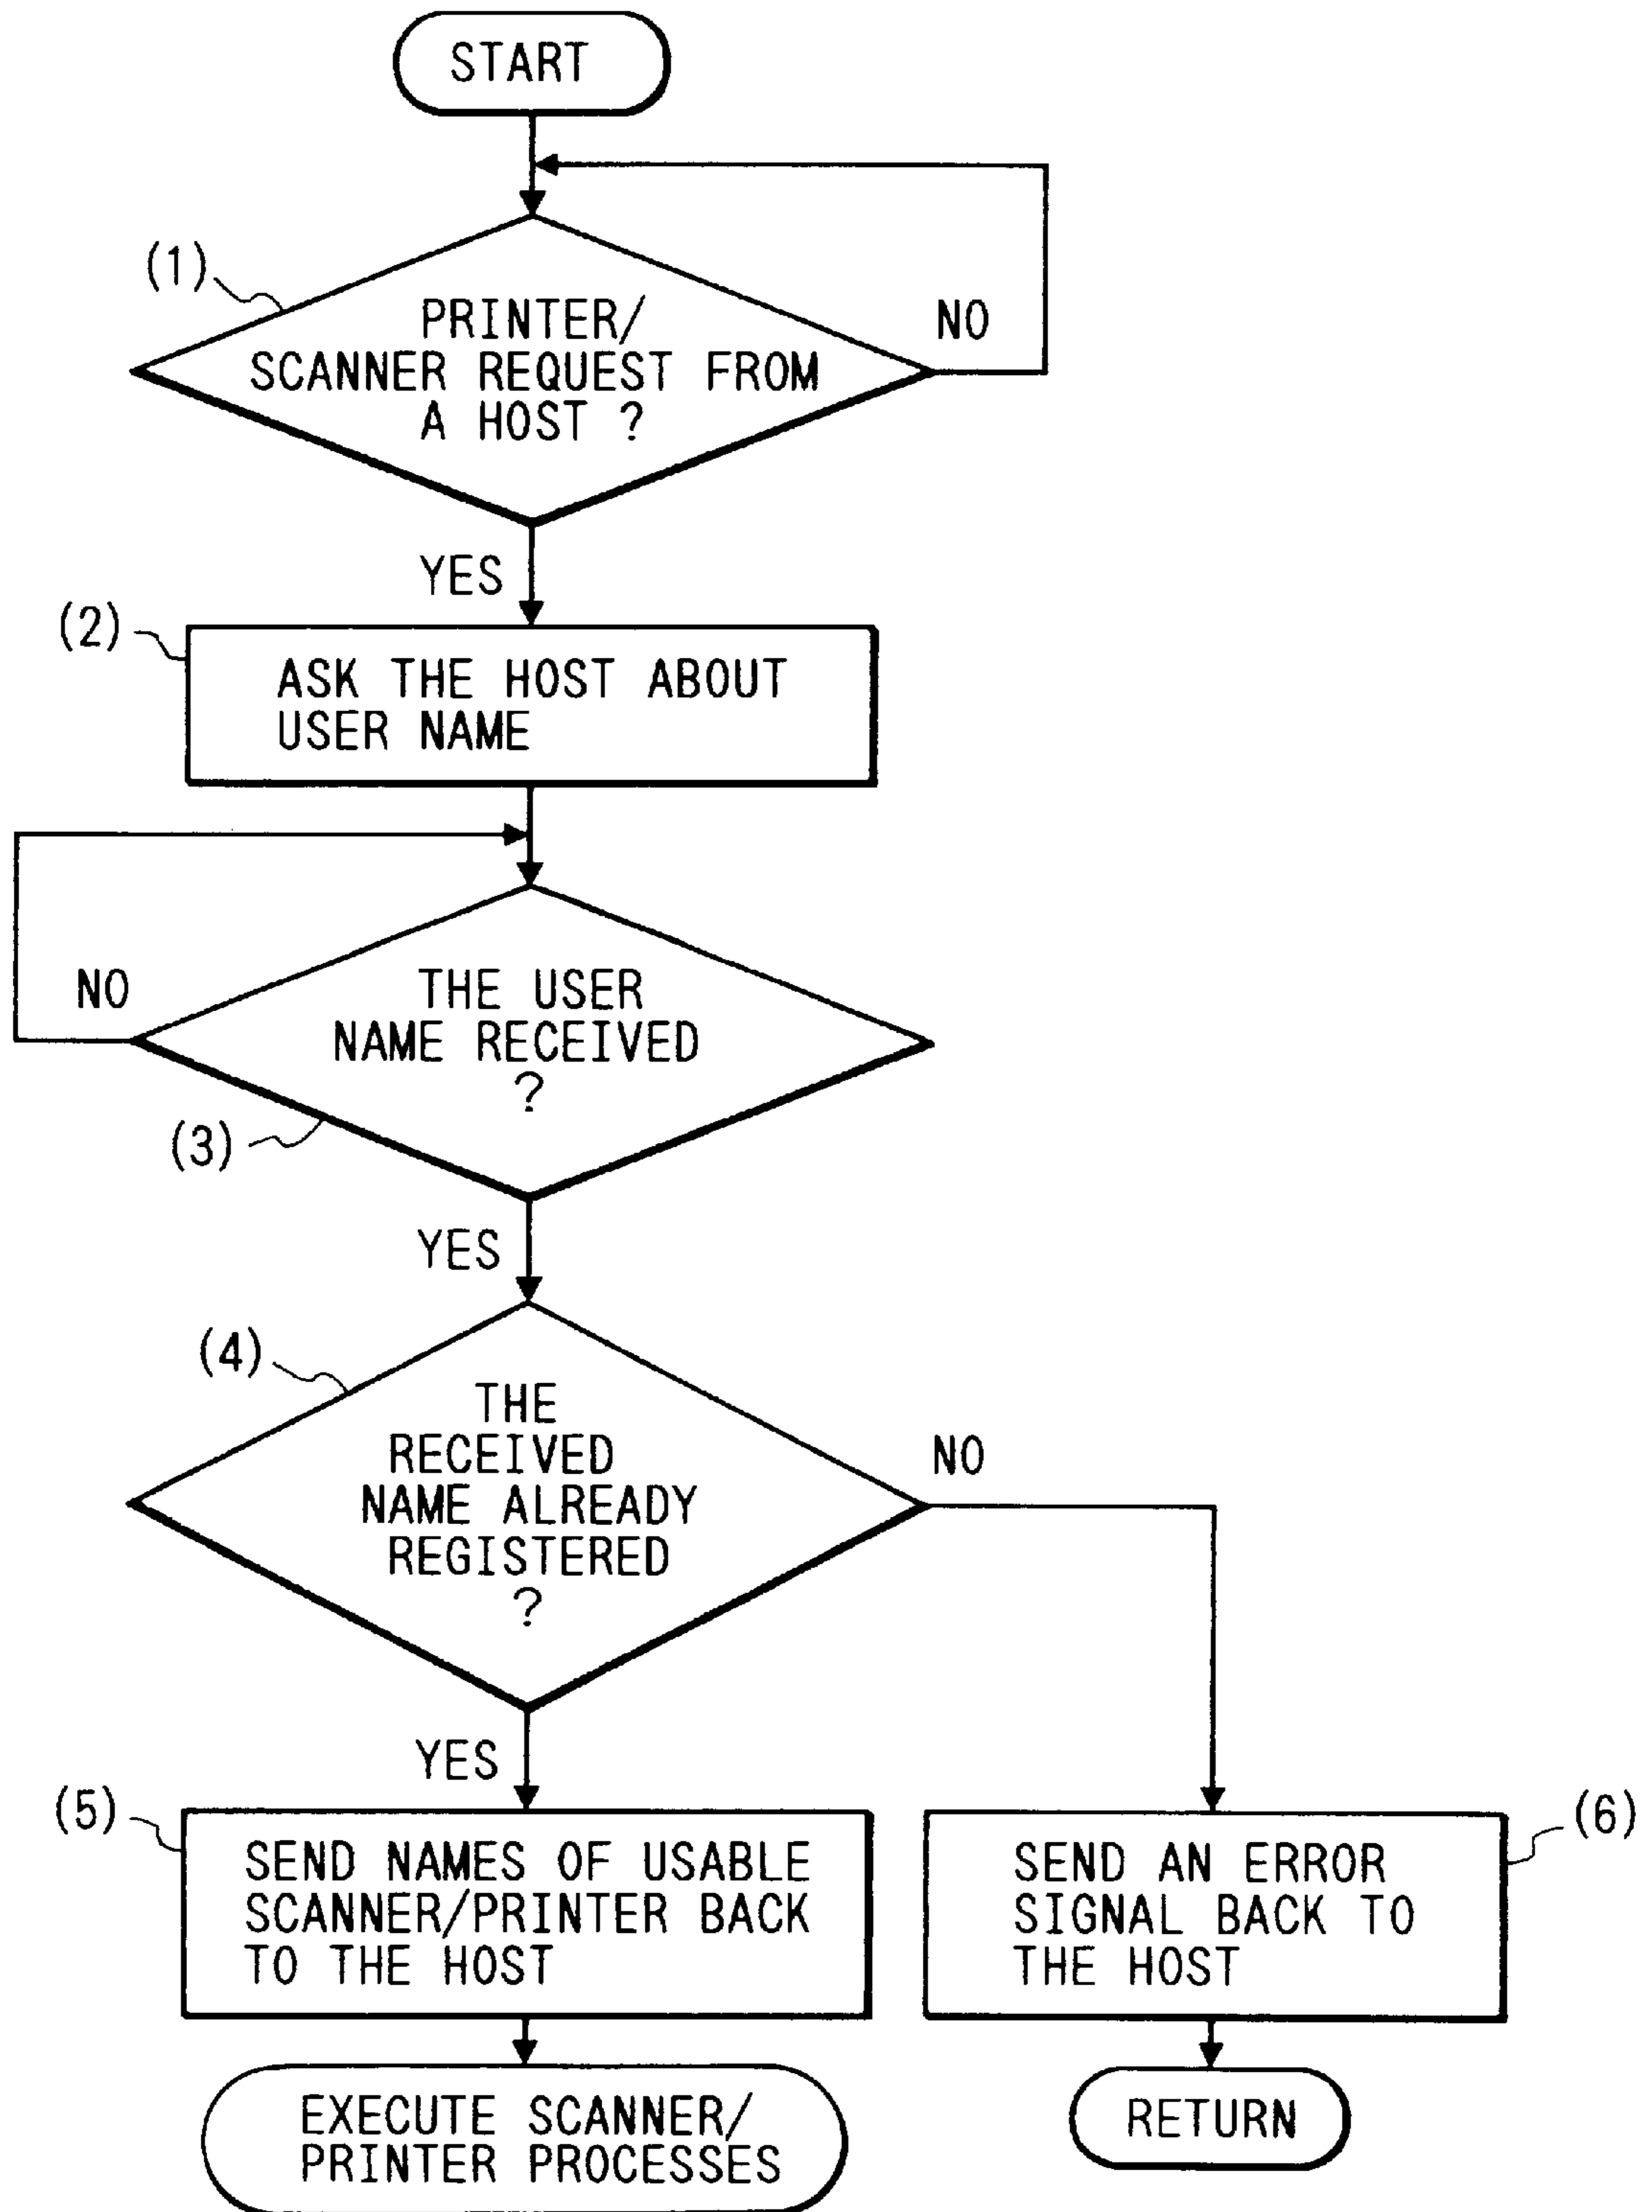 START
(1)
PRINTER/
SCANNER REQUEST FROM
A HOST ?
NO
YES
(2)
ASK THE HOST ABOUT
USER NAME
NO
THE USER
NAME RECEIVED
?
(3)
YES
(4)
THE
RECEIVED
NAME ALREADY
REGISTERED
?
NO
YES
(5)
SEND NAMES OF USABLE
SCANNER/PRINTER BACK
TO THE HOST
(6)
SEND AN ERROR
SIGNAL BACK TO
THE HOST
EXECUTE SCANNER/
PRINTER PROCESSES
RETURN